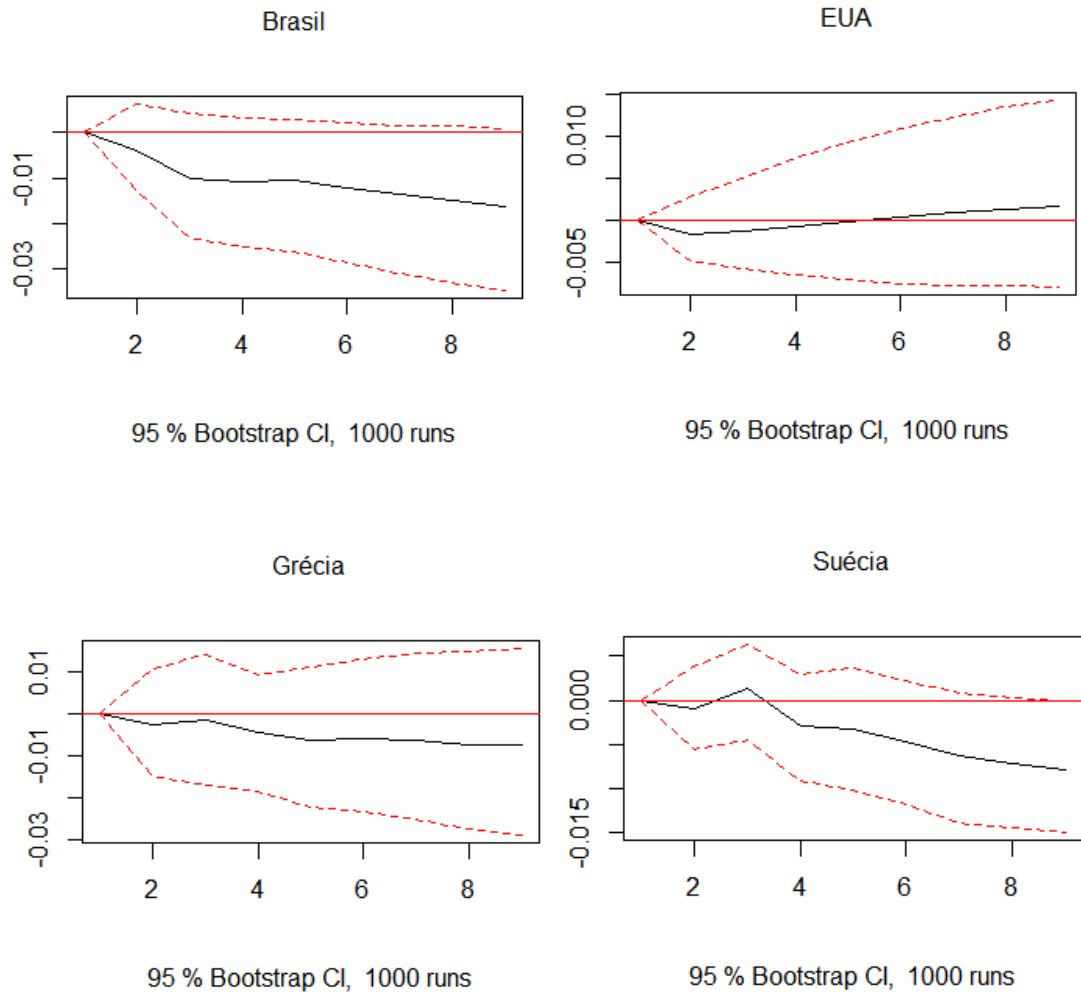 Brasil
-0.03 -0.01
2 4 6 8
95 % Bootstrap CI, 1000 runs
EUA
-0.005 0.010
2 4 6 8
95 % Bootstrap CI, 1000 runs
Grécia
-0.03 -0.01 0.01
2 4 6 8
95 % Bootstrap CI, 1000 runs
Suécia
-0.015 0.000
2 4 6 8
95 % Bootstrap CI, 1000 runs